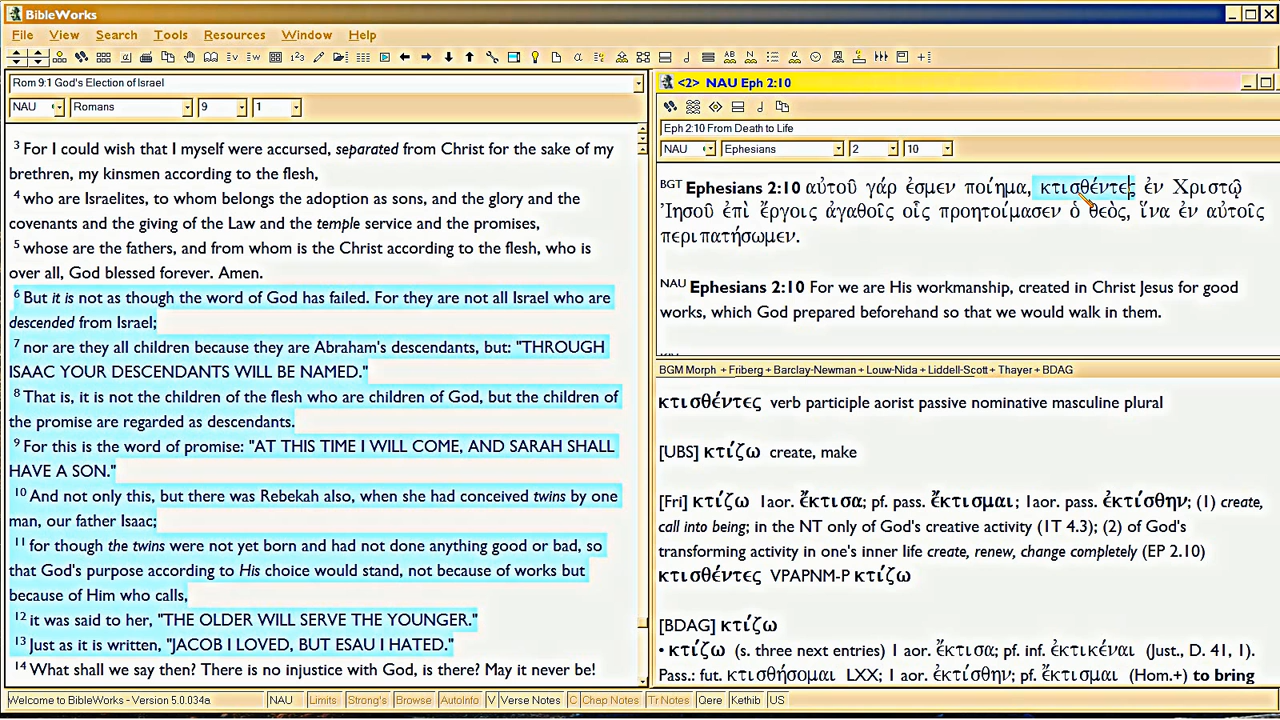 BibleWorks
File View Search Tools Resources Window Help
Rom 9:1 God's Election of Israel
NAU Romans 9 1
3 For I could wish that I myself were accursed, separated from Christ for the sake of my
brethren, my kinsmen according to the flesh,
4 who are Israelites, to whom belongs the adoption as sons, and the glory and the
covenants and the giving of the Law and the temple service and the promises,
5 whose are the fathers, and from whom is the Christ according to the flesh, who is
over all, God blessed forever. Amen.
6 But it is not as though the word of God has failed. For they are not all Israel who are
descended from Israel;
7 nor are they all children because they are Abraham's descendants, but: "THROUGH
ISAAC YOUR DESCENDANTS WILL BE NAMED."
8 That is, it is not the children of the flesh who are children of God, but the children of
the promise are regarded as descendants.
9 For this is the word of promise: "AT THIS TIME I WILL COME, AND SARAH SHALL
HAVE A SON."
10 And not only this, but there was Rebekah also, when she had conceived twins by one
man, our father Isaac;
11 for though the twins were not yet born and had not done anything good or bad, so
that God's purpose according to His choice would stand, not because of works but
because of Him who calls,
12 it was said to her, "THE OLDER WILL SERVE THE YOUNGER."
13 Just as it is written, "JACOB I LOVED, BUT ESAU I HATED."
14 What shall we say then? There is no injustice with God, is there? May it never be!
<2> NAU Eph 2:10
Eph 2:10 From Death to Life
NAU Ephesians 2 10
BGT Ephesians 2:10 αὐτοῦ γάρ ἐσμεν ποίημα, κτισθέντες ἐν Χριστῷ
Ἰησοῦ ἐπὶ ἔργοις ἀγαθοῖς οἷς προητοίμασεν ὁ θεὸς, ἵνα ἐν αὐτοῖς
περιπατήσωμεν.
NAU Ephesians 2:10 For we are His workmanship, created in Christ Jesus for good
works, which God prepared beforehand so that we would walk in them.
BGM Morph + Friberg + Barclay-Newman + Louw-Nida + Liddell-Scott + Thayer + BDAG
κτισθέντες verb participle aorist passive nominative masculine plural
[UBS] κτίζω create, make
[Fri] κτίζω 1aor. ἔκτισα; pf. pass. ἔκτισμαι; 1aor. pass. ἐκτίσθην; (1) create,
call into being; in the NT only of God's creative activity (1T 4.3); (2) of God's
transforming activity in one's inner life create, renew, change completely (EP 2.10)
κτισθέντες VPAPNM-P κτίζω
[BDAG] κτίζω
• κτίζω (s. three next entries) 1 aor. ἔκτισα; pf. inf. ἐκτικέναι (Just., D. 41, 1).
Pass.: fut. κτισθήσομαι LXX; 1 aor. ἐκτίσθην; pf. ἔκτισμαι (Hom.+) to bring
Welcome to BibleWorks - Version 5.0.034a NAU Limits Strong's Browse AutoInfo V Verse Notes C Chap Notes Tr Notes Qere Kethib US